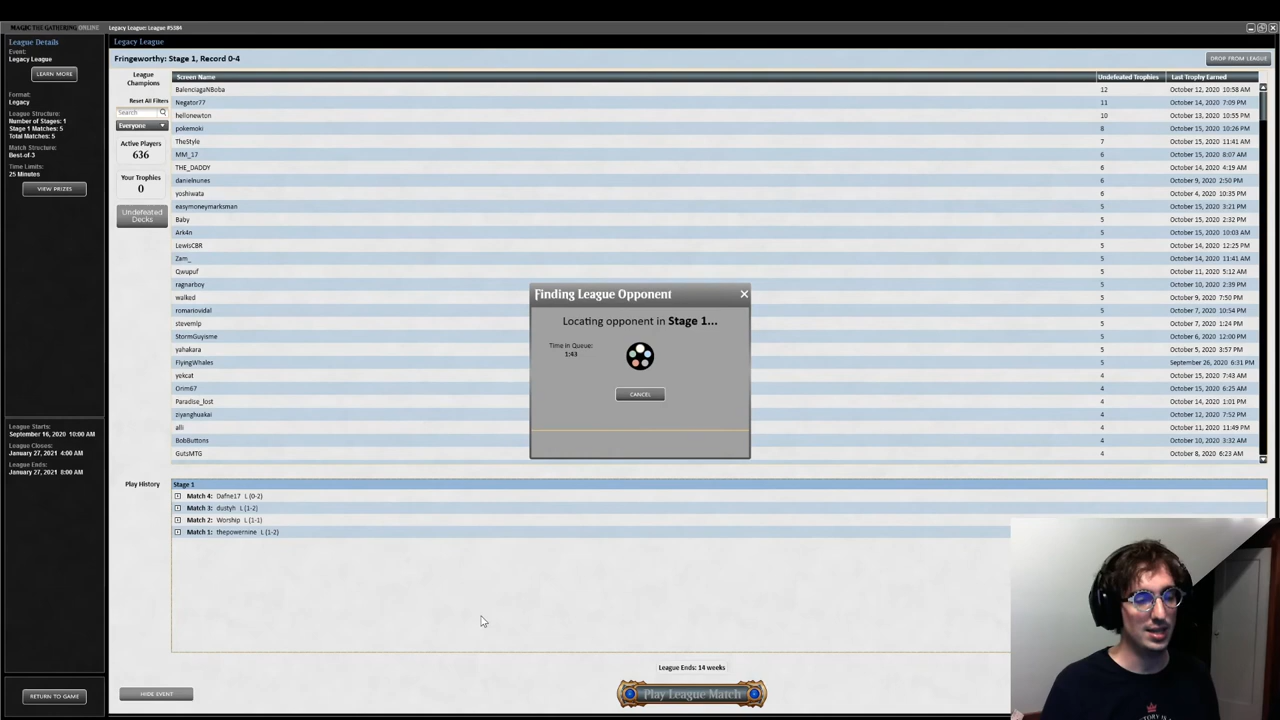 MAGIC THE GATHERING ONLINE
Legacy League: League #5384
League Details
Event:
Legacy League
LEARN MORE
Format:
Legacy
League Structure:
Number of Stages: 1
Stage 1 Matches: 5
Total Matches: 5
Match Structure:
Best-of-3
Time Limits:
25 Minutes
VIEW PRIZES
League Starts:
September 16, 2020 10:00 AM
League Closes:
January 27, 2021 4:00 AM
League Ends:
January 27, 2021 8:00 AM
RETURN TO GAME
Legacy League
Fringeworthy: Stage 1, Record 0-4
DROP FROM LEAGUE
League
Champions
Reset All Filters
Search
Everyone
Active Players
636
Your Trophies
0
Undefeated
Decks
Screen Name Undefeated Trophies Last Trophy Earned
BalenciagaNBoba 12 October 12, 2020 10:58 AM
Negator77 11 October 14, 2020 7:09 PM
hellonewton 10 October 13, 2020 10:55 PM
pokemoki 8 October 15, 2020 10:26 PM
TheStyle 7 October 15, 2020 11:41 AM
MM_17 6 October 15, 2020 8:07 AM
THE_DADDY 6 October 14, 2020 4:19 AM
danielnunes 6 October 9, 2020 2:50 PM
yoshiwata 6 October 4, 2020 10:35 PM
easymoneymarksman 5 October 15, 2020 3:21 PM
Baby 5 October 15, 2020 2:32 PM
Ark4n 5 October 15, 2020 10:03 AM
LewisCBR 5 October 14, 2020 12:25 PM
Zam_ 5 October 14, 2020 11:41 AM
Qwupuf 5 October 11, 2020 5:12 AM
ragnarboy 5 October 10, 2020 2:39 PM
walked 5 October 9, 2020 7:50 PM
romariovidal 5 October 7, 2020 10:54 PM
stevemlp 5 October 7, 2020 1:24 PM
StormGuyisme 5 October 6, 2020 12:00 PM
yahakara 5 October 5, 2020 3:57 PM
FlyingWhales 5 September 26, 2020 6:31 PM
yekcat 4 October 15, 2020 7:43 AM
Orim67 4 October 15, 2020 6:25 AM
Paradise_lost 4 October 14, 2020 1:01 PM
ziyanghuakai 4 October 12, 2020 7:52 PM
alli 4 October 11, 2020 11:49 PM
BobButtons 4 October 10, 2020 3:32 AM
GutsMTG 4 October 8, 2020 6:23 AM
Finding League Opponent
Locating opponent in Stage 1...
Time in Queue:
1:43
CANCEL
Play History
Stage 1
Match 4: Dafne17 L (0-2)
Match 3: dustyh L (1-2)
Match 2: Worship L (1-1)
Match 1: thepowernine L (1-2)
League Ends: 14 weeks
HIDE EVENT
Play League Match